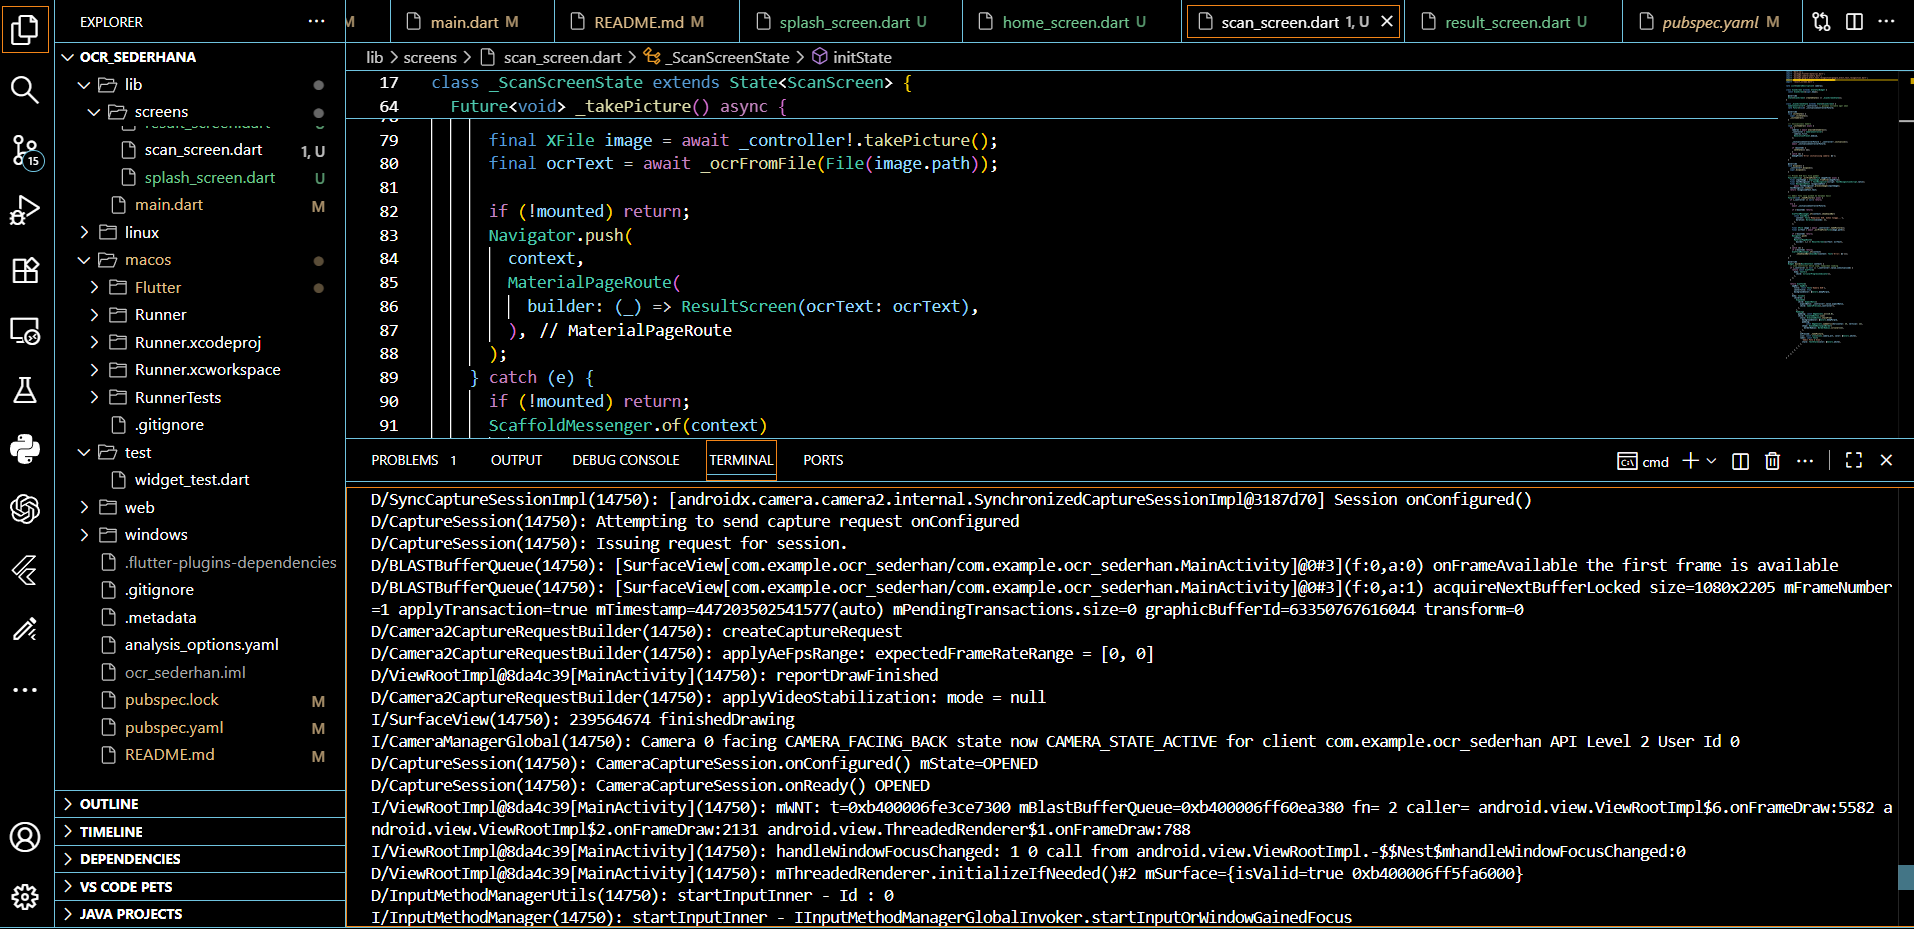 EXPLORER
OCR_SEDERHANA
lib
screens
result_screen.dart
scan_screen.dart 1, U
splash_screen.dart U
main.dart M
linux
macos
Flutter
Runner
Runner.xcodeproj
Runner.xcworkspace
RunnerTests
.gitignore
test
widget_test.dart
web
windows
.flutter-plugins-dependencies
.gitignore
.metadata
analysis_options.yaml
ocr_sederhan.iml
pubspec.lock M
pubspec.yaml M
README.md M
OUTLINE
TIMELINE
DEPENDENCIES
VS CODE PETS
JAVA PROJECTS
15
M main.dart M README.md M splash_screen.dart U home_screen.dart U scan_screen.dart 1, U result_screen.dart U pubspec.yaml M
lib > screens > scan_screen.dart > _ScanScreenState > initState
17 class _ScanScreenState extends State<ScanScreen> {
64 Future<void> _takePicture() async {
78
79 final XFile image = await _controller!.takePicture();
80 final ocrText = await _ocrFromFile(File(image.path));
81
82 if (!mounted) return;
83 Navigator.push(
84 context,
85 MaterialPageRoute(
86 builder: (_) => ResultScreen(ocrText: ocrText),
87 ), // MaterialPageRoute
88 );
89 } catch (e) {
90 if (!mounted) return;
91 ScaffoldMessenger.of(context)
PROBLEMS 1 OUTPUT DEBUG CONSOLE TERMINAL PORTS cmd
D/SyncCaptureSessionImpl(14750): [androidx.camera.camera2.internal.SynchronizedCaptureSessionImpl@3187d70] Session onConfigured()
D/CaptureSession(14750): Attempting to send capture request onConfigured
D/CaptureSession(14750): Issuing request for session.
D/BLASTBufferQueue(14750): [SurfaceView[com.example.ocr_sederhan/com.example.ocr_sederhan.MainActivity]@0#3](f:0,a:0) onFrameAvailable the first frame is available
D/BLASTBufferQueue(14750): [SurfaceView[com.example.ocr_sederhan/com.example.ocr_sederhan.MainActivity]@0#3](f:0,a:1) acquireNextBufferLocked size=1080x2205 mFrameNumber
=1 applyTransaction=true mTimestamp=447203502541577(auto) mPendingTransactions.size=0 graphicBufferId=63350767616044 transform=0
D/Camera2CaptureRequestBuilder(14750): createCaptureRequest
D/Camera2CaptureRequestBuilder(14750): applyAeFpsRange: expectedFrameRateRange = [0, 0]
D/ViewRootImpl@8da4c39[MainActivity](14750): reportDrawFinished
D/Camera2CaptureRequestBuilder(14750): applyVideoStabilization: mode = null
I/SurfaceView(14750): 239564674 finishedDrawing
I/CameraManagerGlobal(14750): Camera 0 facing CAMERA_FACING_BACK state now CAMERA_STATE_ACTIVE for client com.example.ocr_sederhan API Level 2 User Id 0
D/CaptureSession(14750): CameraCaptureSession.onConfigured() mState=OPENED
D/CaptureSession(14750): CameraCaptureSession.onReady() OPENED
I/ViewRootImpl@8da4c39[MainActivity](14750): mWNT: t=0xb400006fe3ce7300 mBlastBufferQueue=0xb400006ff60ea380 fn= 2 caller= android.view.ViewRootImpl$6.onFrameDraw:5582 a
ndroid.view.ViewRootImpl$2.onFrameDraw:2131 android.view.ThreadedRenderer$1.onFrameDraw:788
I/ViewRootImpl@8da4c39[MainActivity](14750): handleWindowFocusChanged: 1 0 call from android.view.ViewRootImpl.-$$Nest$mhandleWindowFocusChanged:0
D/ViewRootImpl@8da4c39[MainActivity](14750): mThreadedRenderer.initializeIfNeeded()#2 mSurface={isValid=true 0xb400006ff5fa6000}
D/InputMethodManagerUtils(14750): startInputInner - Id : 0
I/InputMethodManager(14750): startInputInner - IInputMethodManagerGlobalInvoker.startInputOrWindowGainedFocus